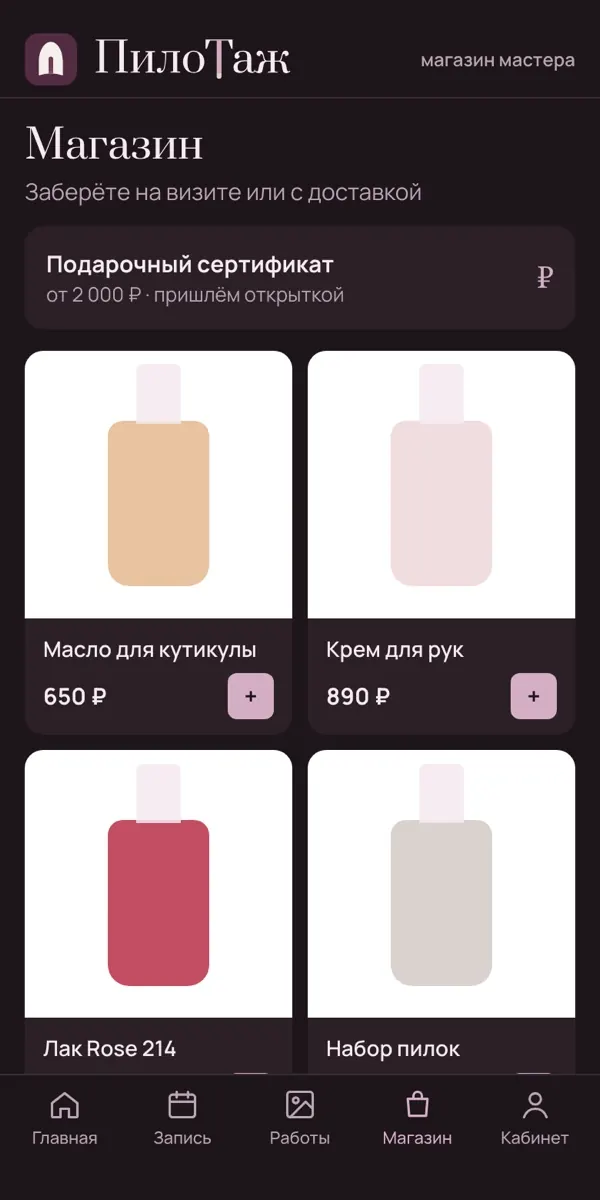 ПилоТаж
магазин мастера
Магазин
Заберёте на визите или с доставкой
Подарочный сертификат
от 2 000 ₽ · пришлём открыткой
₽
Масло для кутикулы
650 ₽
+
Крем для рук
890 ₽
+
Лак Rose 214
Набор пилок
Главная
Запись
Работы
Магазин
Кабинет